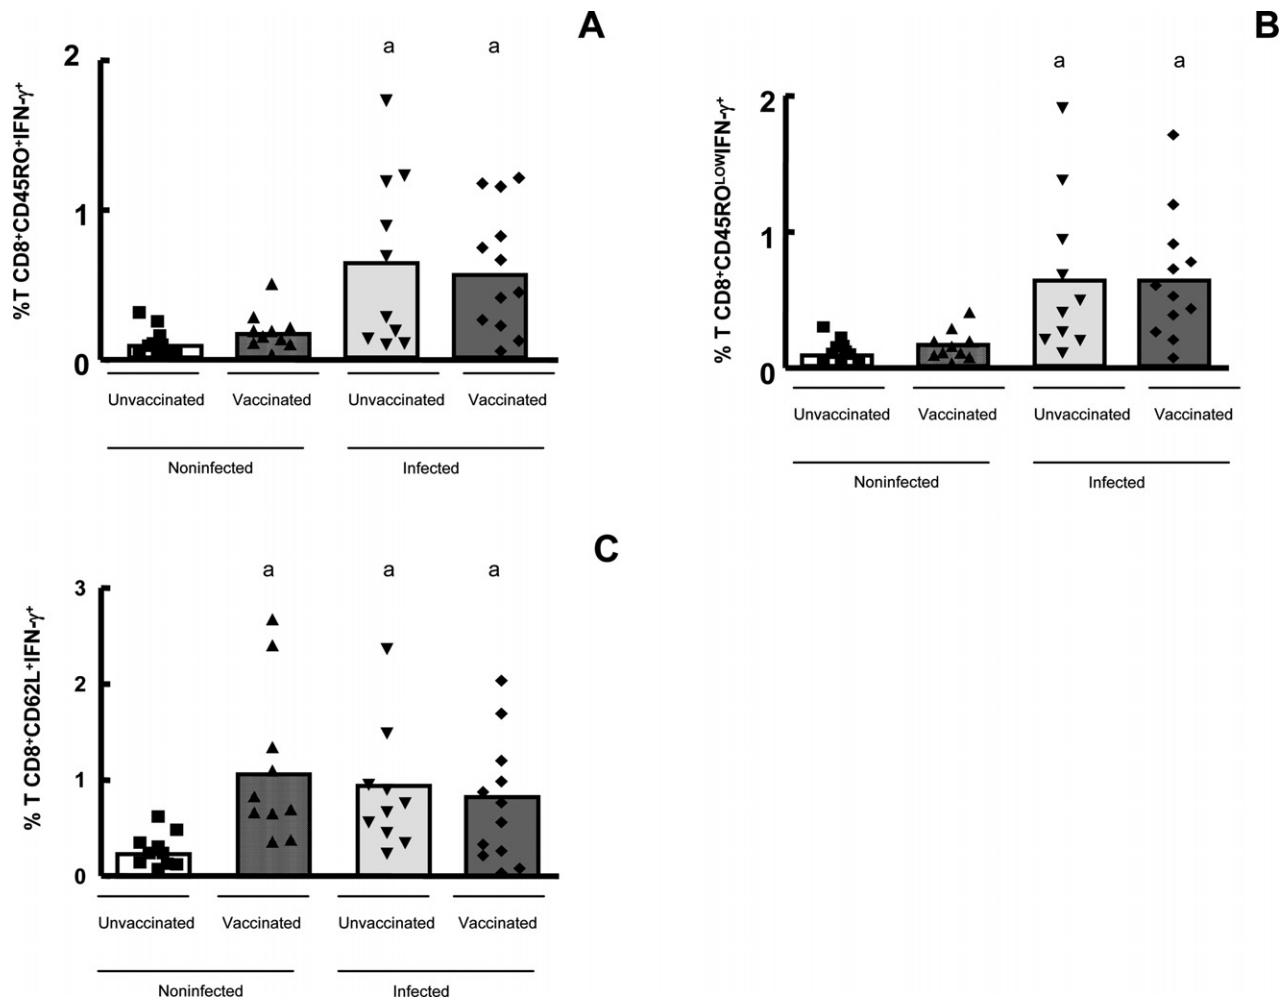 A
a a
2
1
0
%T CD8+CD45RO+IFN-γ+
Unvaccinated Vaccinated Unvaccinated Vaccinated
Noninfected Infected
B
a a
2
1
0
% T CD8+CD45ROLOWIFN-γ+
Unvaccinated Vaccinated Unvaccinated Vaccinated
Noninfected Infected
C
a a a
3
2
1
0
% T CD8+CD62L+IFN-γ+
Unvaccinated Vaccinated Unvaccinated Vaccinated
Noninfected Infected